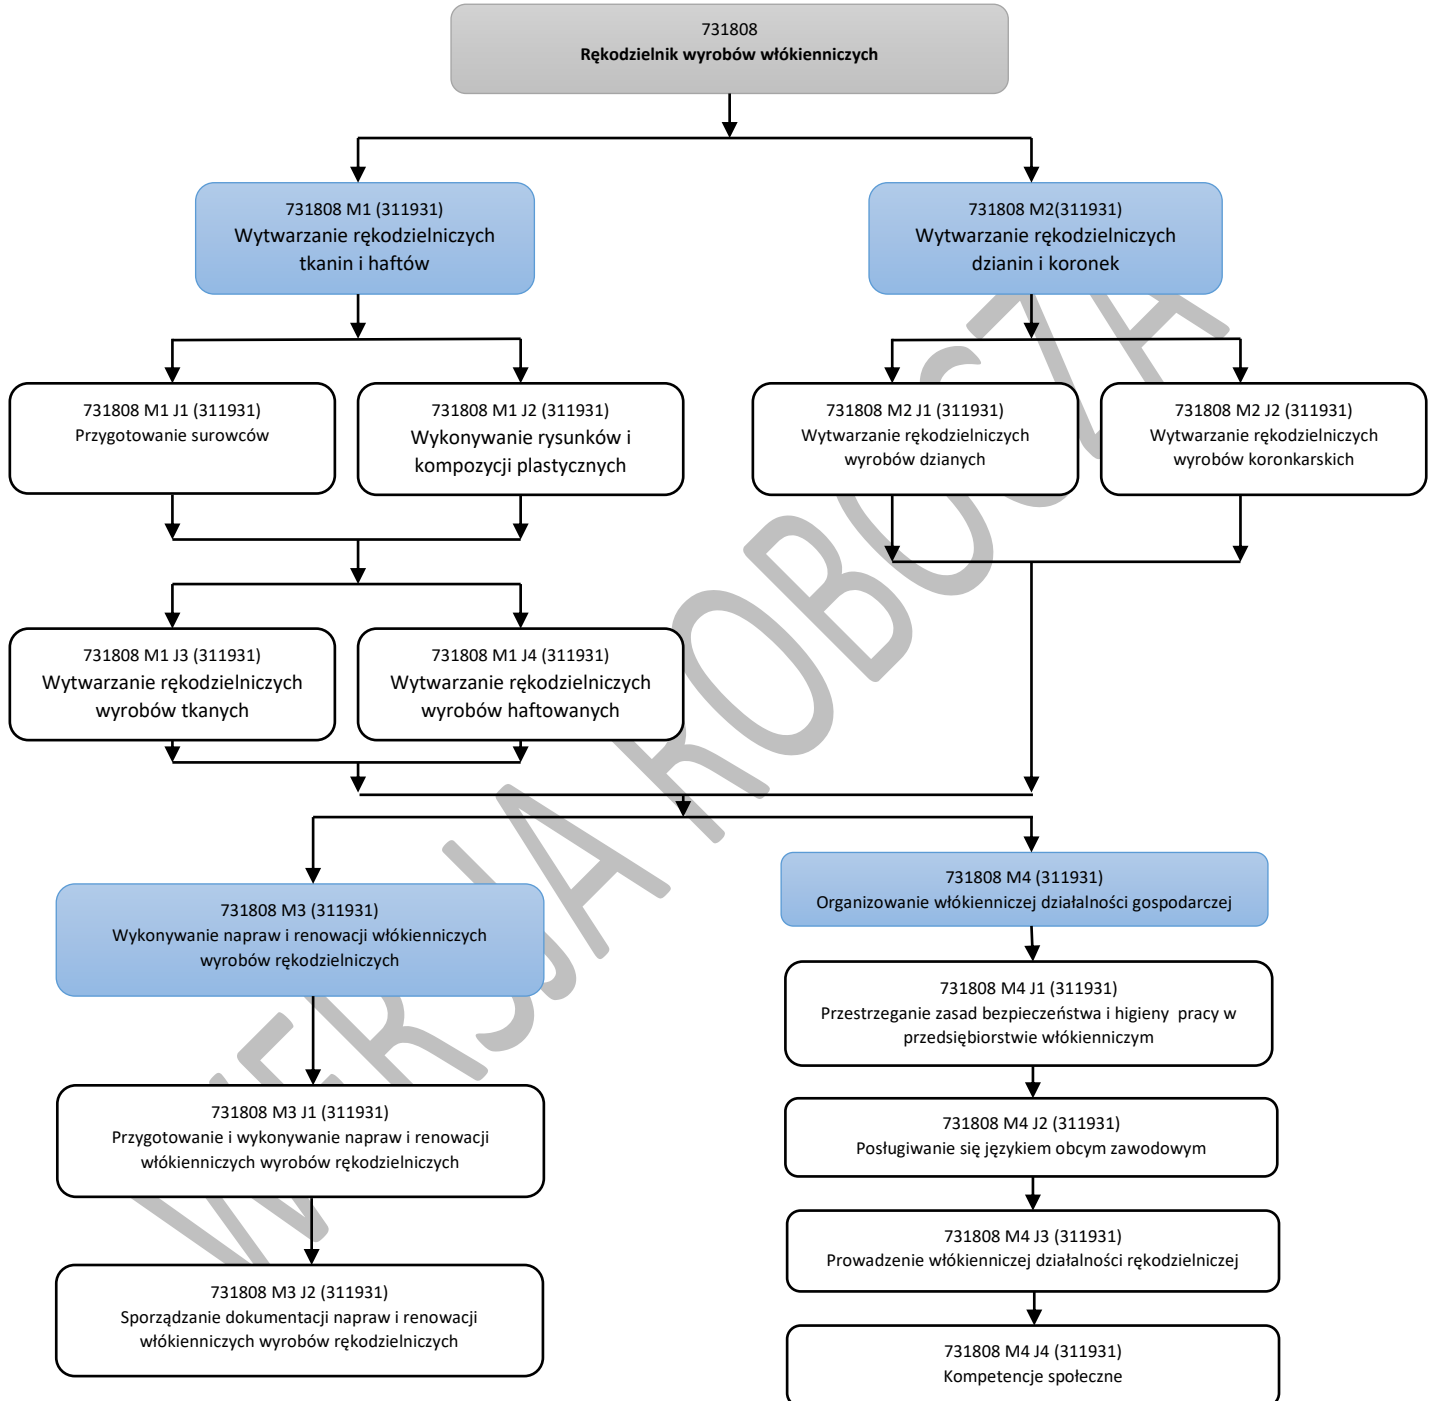 731808
Rękodzielnik wyrobów włókienniczych
731808 M1 (311931)
Wytwarzanie rękodzielniczych
tkanin i haftów
731808 M2(311931)
Wytwarzanie rękodzielniczych
dzianin i koronek
731808 M1 J1 (311931)
Przygotowanie surowców
731808 M1 J2 (311931)
Wykonywanie rysunków i
kompozycji plastycznych
731808 M2 J1 (311931)
Wytwarzanie rękodzielniczych
wyrobów dzianych
731808 M2 J2 (311931)
Wytwarzanie rękodzielniczych
wyrobów koronkarskich
731808 M1 J3 (311931)
Wytwarzanie rękodzielniczych
wyrobów tkanych
731808 M1 J4 (311931)
Wytwarzanie rękodzielniczych
wyrobów haftowanych
731808 M3 (311931)
Wykonywanie napraw i renowacji włókienniczych
wyrobów rękodzielniczych
731808 M4 (311931)
Organizowanie włókienniczej działalności gospodarczej
731808 M4 J1 (311931)
Przestrzeganie zasad bezpieczeństwa i higieny pracy w
przedsiębiorstwie włókienniczym
731808 M3 J1 (311931)
Przygotowanie i wykonywanie napraw i renowacji
włókienniczych wyrobów rękodzielniczych
731808 M4 J2 (311931)
Posługiwanie się językiem obcym zawodowym
731808 M4 J3 (311931)
Prowadzenie włókienniczej działalności rękodzielniczej
731808 M3 J2 (311931)
Sporządzanie dokumentacji napraw i renowacji
włókienniczych wyrobów rękodzielniczych
731808 M4 J4 (311931)
Kompetencje społeczne
WERSJA ROBOCZA